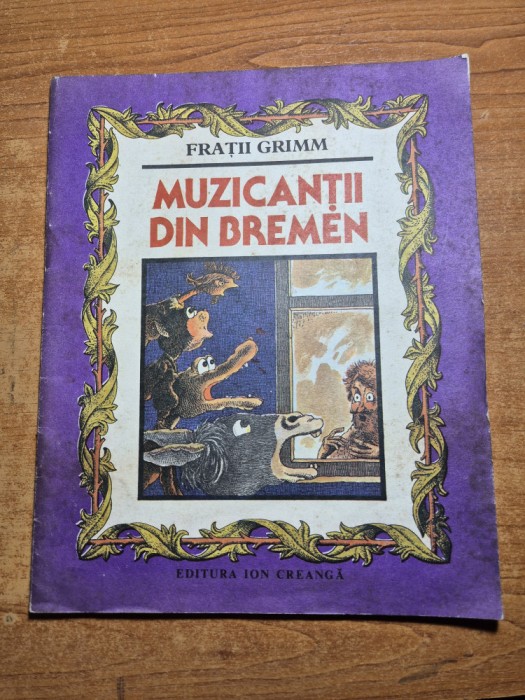 FRAȚII GRIMM
MUZICANȚII
DIN BREMEN
EDITURA ION CREANGĂ